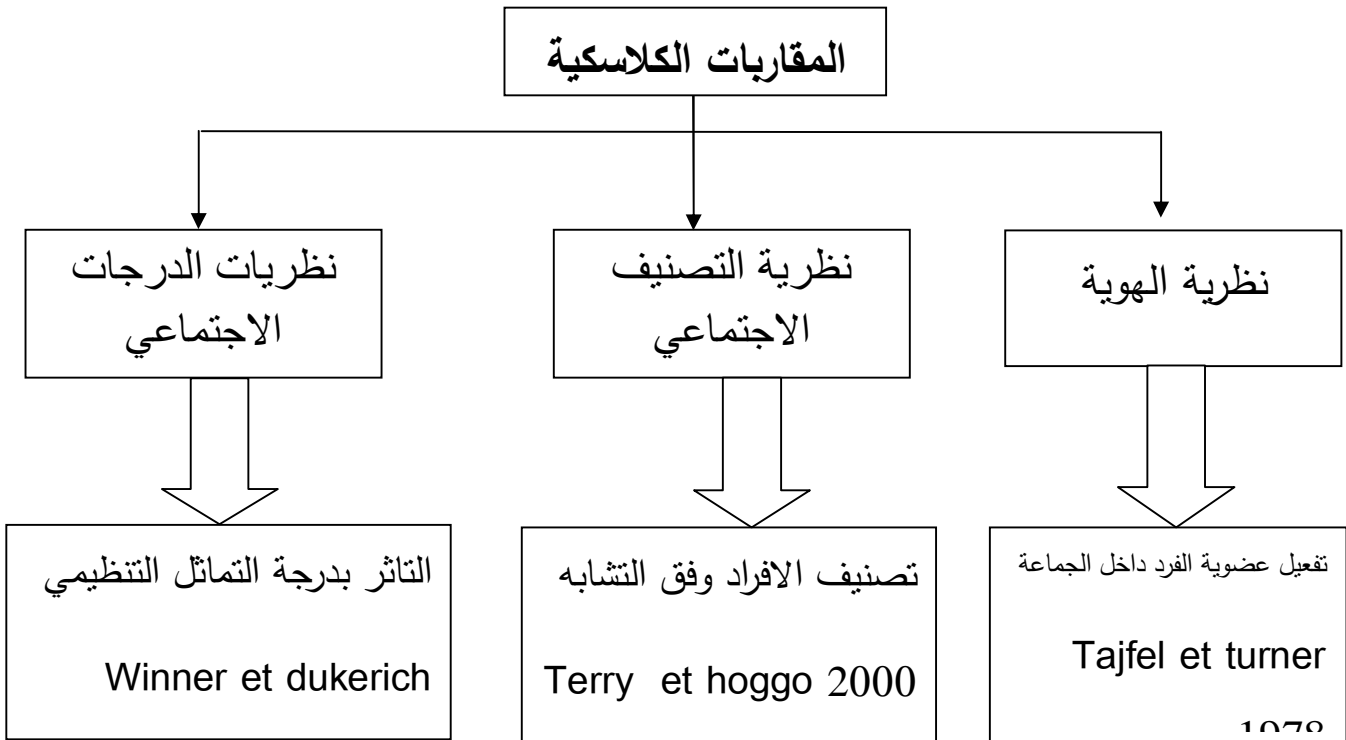 المقاربات الكلاسكية
نظرية الهوية
نظرية التصنيف
الاجتماعي
نظريات الدرجات
الاجتماعي
تفعيل عضوية الفرد داخل الجماعة
Tajfel et turner
1978
تصنيف الافراد وفق التشابه
Terry et hoggo 2000
التاثر بدرجة التماثل التنظيمي
Winner et dukerich